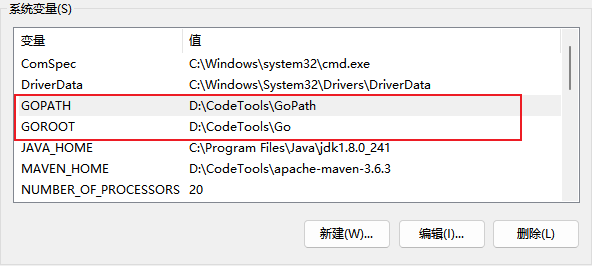 系统变量(S)
变量 值
ComSpec C:\Windows\system32\cmd.exe
DriverData C:\Windows\System32\Drivers\DriverData
GOPATH D:\CodeTools\GoPath
GOROOT D:\CodeTools\Go
JAVA_HOME C:\Program Files\Java\jdk1.8.0_241
MAVEN_HOME D:\CodeTools\apache-maven-3.6.3
NUMBER_OF_PROCESSORS 20
新建(W)... 编辑(I)... 删除(L)